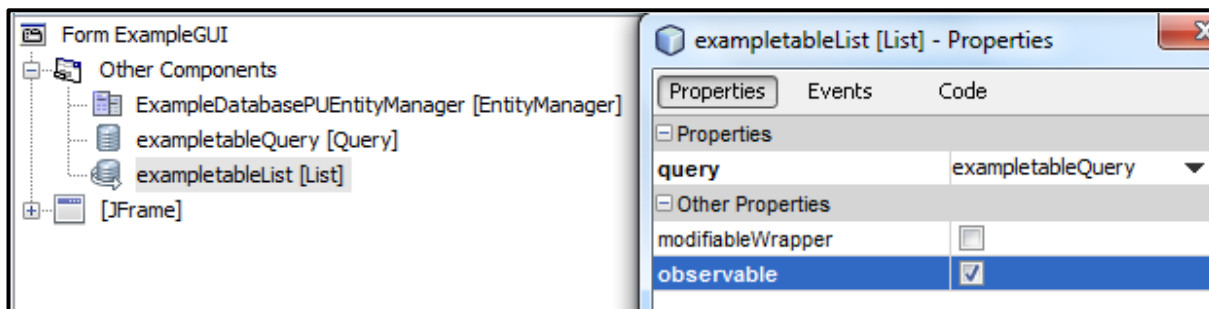 Form ExampleGUI
Other Components
ExampleDatabasePUEntityManager [EntityManager]
exampletableQuery [Query]
exampletableList [List]
[JFrame]
exampletableList [List] - Properties
Properties Events Code
Properties
query exampletableQuery
Other Properties
modifiableWrapper
observable